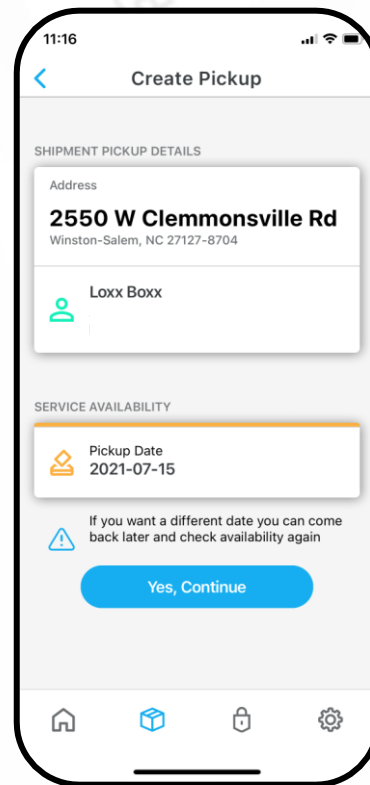 11:16
Create Pickup
SHIPMENT PICKUP DETAILS
Address
2550 W Clemmonsville Rd
Winston-Salem, NC 27127-8704
Loxx Boxx
SERVICE AVAILABILITY
Pickup Date
2021-07-15
If you want a different date you can come
back later and check availability again
Yes, Continue